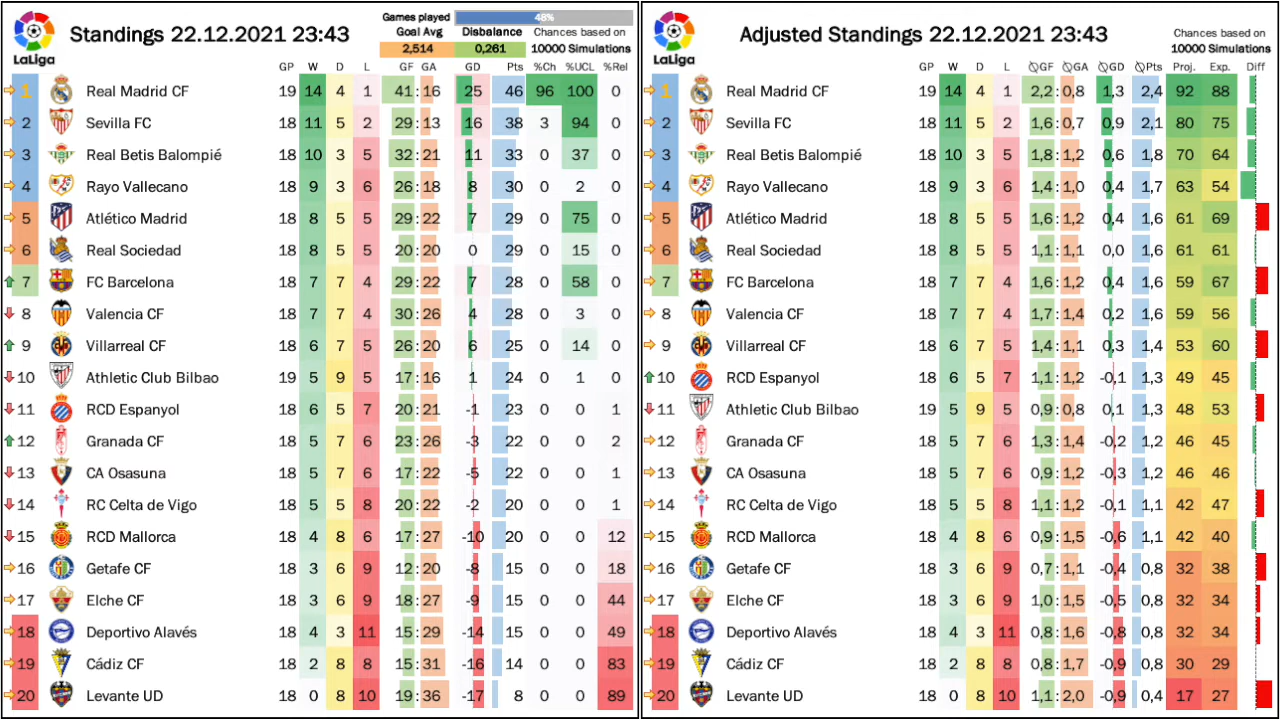 LaLiga
Standings 22.12.2021 23:43
Games played 48%
Goal Avg Disbalance Chances based on
2,514 0,261 10000 Simulations
GP W D L GF GA GD Pts %Ch %UCL %Rel
1 Real Madrid CF 19 14 4 1 41 : 16 25 46 96 100 0
2 Sevilla FC 18 11 5 2 29 : 13 16 38 3 94 0
3 Real Betis Balompié 18 10 3 5 32 : 21 11 33 0 37 0
4 Rayo Vallecano 18 9 3 6 26 : 18 8 30 0 2 0
5 Atlético Madrid 18 8 5 5 29 : 22 7 29 0 75 0
6 Real Sociedad 18 8 5 5 20 : 20 0 29 0 15 0
7 FC Barcelona 18 7 7 4 29 : 22 7 28 0 58 0
8 Valencia CF 18 7 7 4 30 : 26 4 28 0 3 0
9 Villarreal CF 18 6 7 5 26 : 20 6 25 0 14 0
10 Athletic Club Bilbao 19 5 9 5 17 : 16 1 24 0 1 0
11 RCD Espanyol 18 6 5 7 20 : 21 -1 23 0 0 1
12 Granada CF 18 5 7 6 23 : 26 -3 22 0 0 2
13 CA Osasuna 18 5 7 6 17 : 22 -5 22 0 0 1
14 RC Celta de Vigo 18 5 5 8 20 : 22 -2 20 0 0 1
15 RCD Mallorca 18 4 8 6 17 : 27 -10 20 0 0 12
16 Getafe CF 18 3 6 9 12 : 20 -8 15 0 0 18
17 Elche CF 18 3 6 9 18 : 27 -9 15 0 0 44
18 Deportivo Alavés 18 4 3 11 15 : 29 -14 15 0 0 49
19 Cádiz CF 18 2 8 8 15 : 31 -16 14 0 0 83
20 Levante UD 18 0 8 10 19 : 36 -17 8 0 0 89
LaLiga
Adjusted Standings 22.12.2021 23:43
Chances based on
10000 Simulations
GP W D L ∅GF ∅GA ∅GD ∅Pts Proj. Exp. Diff
1 Real Madrid CF 19 14 4 1 2,2 : 0,8 1,3 2,4 92 88
2 Sevilla FC 18 11 5 2 1,6 : 0,7 0,9 2,1 80 75
3 Real Betis Balompié 18 10 3 5 1,8 : 1,2 0,6 1,8 70 64
4 Rayo Vallecano 18 9 3 6 1,4 : 1,0 0,4 1,7 63 54
5 Atlético Madrid 18 8 5 5 1,6 : 1,2 0,4 1,6 61 69
6 Real Sociedad 18 8 5 5 1,1 : 1,1 0,0 1,6 61 61
7 FC Barcelona 18 7 7 4 1,6 : 1,2 0,4 1,6 59 67
8 Valencia CF 18 7 7 4 1,7 : 1,4 0,2 1,6 59 56
9 Villarreal CF 18 6 7 5 1,4 : 1,1 0,3 1,4 53 60
10 RCD Espanyol 18 6 5 7 1,1 : 1,2 -0,1 1,3 49 45
11 Athletic Club Bilbao 19 5 9 5 0,9 : 0,8 0,1 1,3 48 53
12 Granada CF 18 5 7 6 1,3 : 1,4 -0,2 1,2 46 45
13 CA Osasuna 18 5 7 6 0,9 : 1,2 -0,3 1,2 46 46
14 RC Celta de Vigo 18 5 5 8 1,1 : 1,2 -0,1 1,1 42 47
15 RCD Mallorca 18 4 8 6 0,9 : 1,5 -0,6 1,1 42 40
16 Getafe CF 18 3 6 9 0,7 : 1,1 -0,4 0,8 32 38
17 Elche CF 18 3 6 9 1,0 : 1,5 -0,5 0,8 32 34
18 Deportivo Alavés 18 4 3 11 0,8 : 1,6 -0,8 0,8 32 34
19 Cádiz CF 18 2 8 8 0,8 : 1,7 -0,9 0,8 30 29
20 Levante UD 18 0 8 10 1,1 : 2,0 -0,9 0,4 17 27